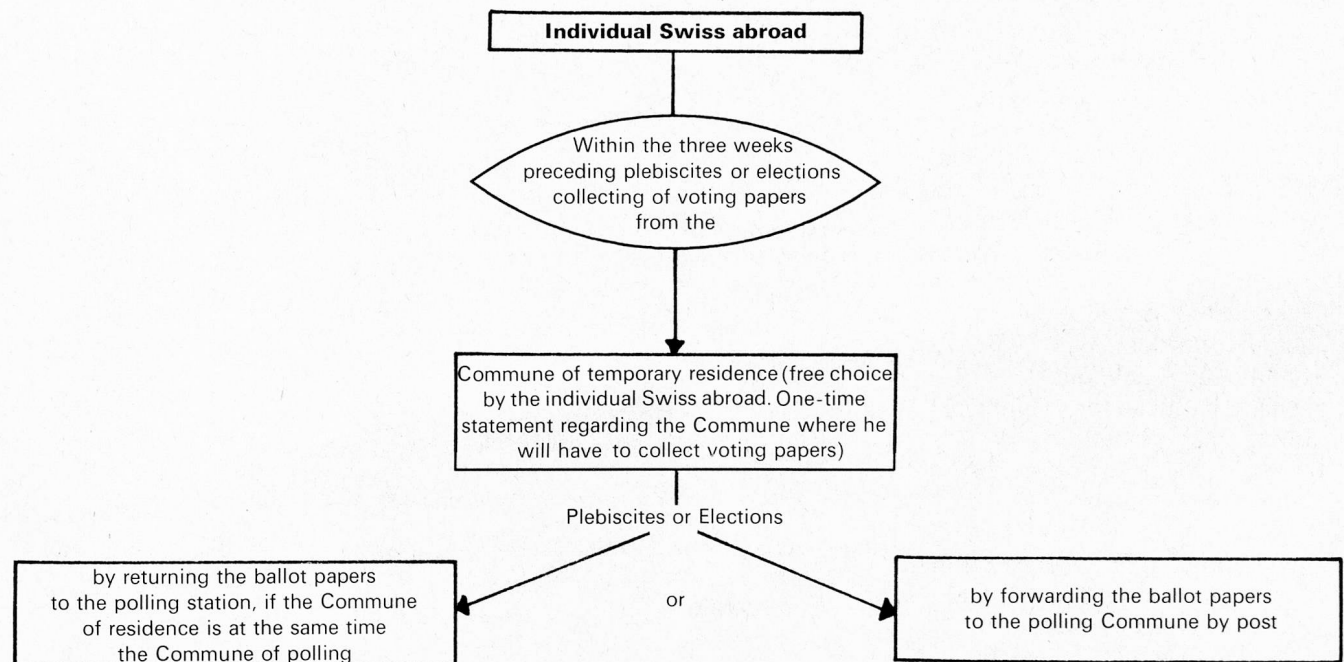 Individual Swiss abroad
Within the three weeks
preceding plebiscites or elections
collecting of voting papers
from the
Commune of temporary residence (free choice
by the individual Swiss abroad. One-time
statement regarding the Commune where he
will have to collect voting papers)
Plebiscites or Elections
by returning the ballot papers
to the polling station, if the Commune
of residence is at the same time
the Commune of polling
or
by forwarding the ballot papers
to the polling Commune by post